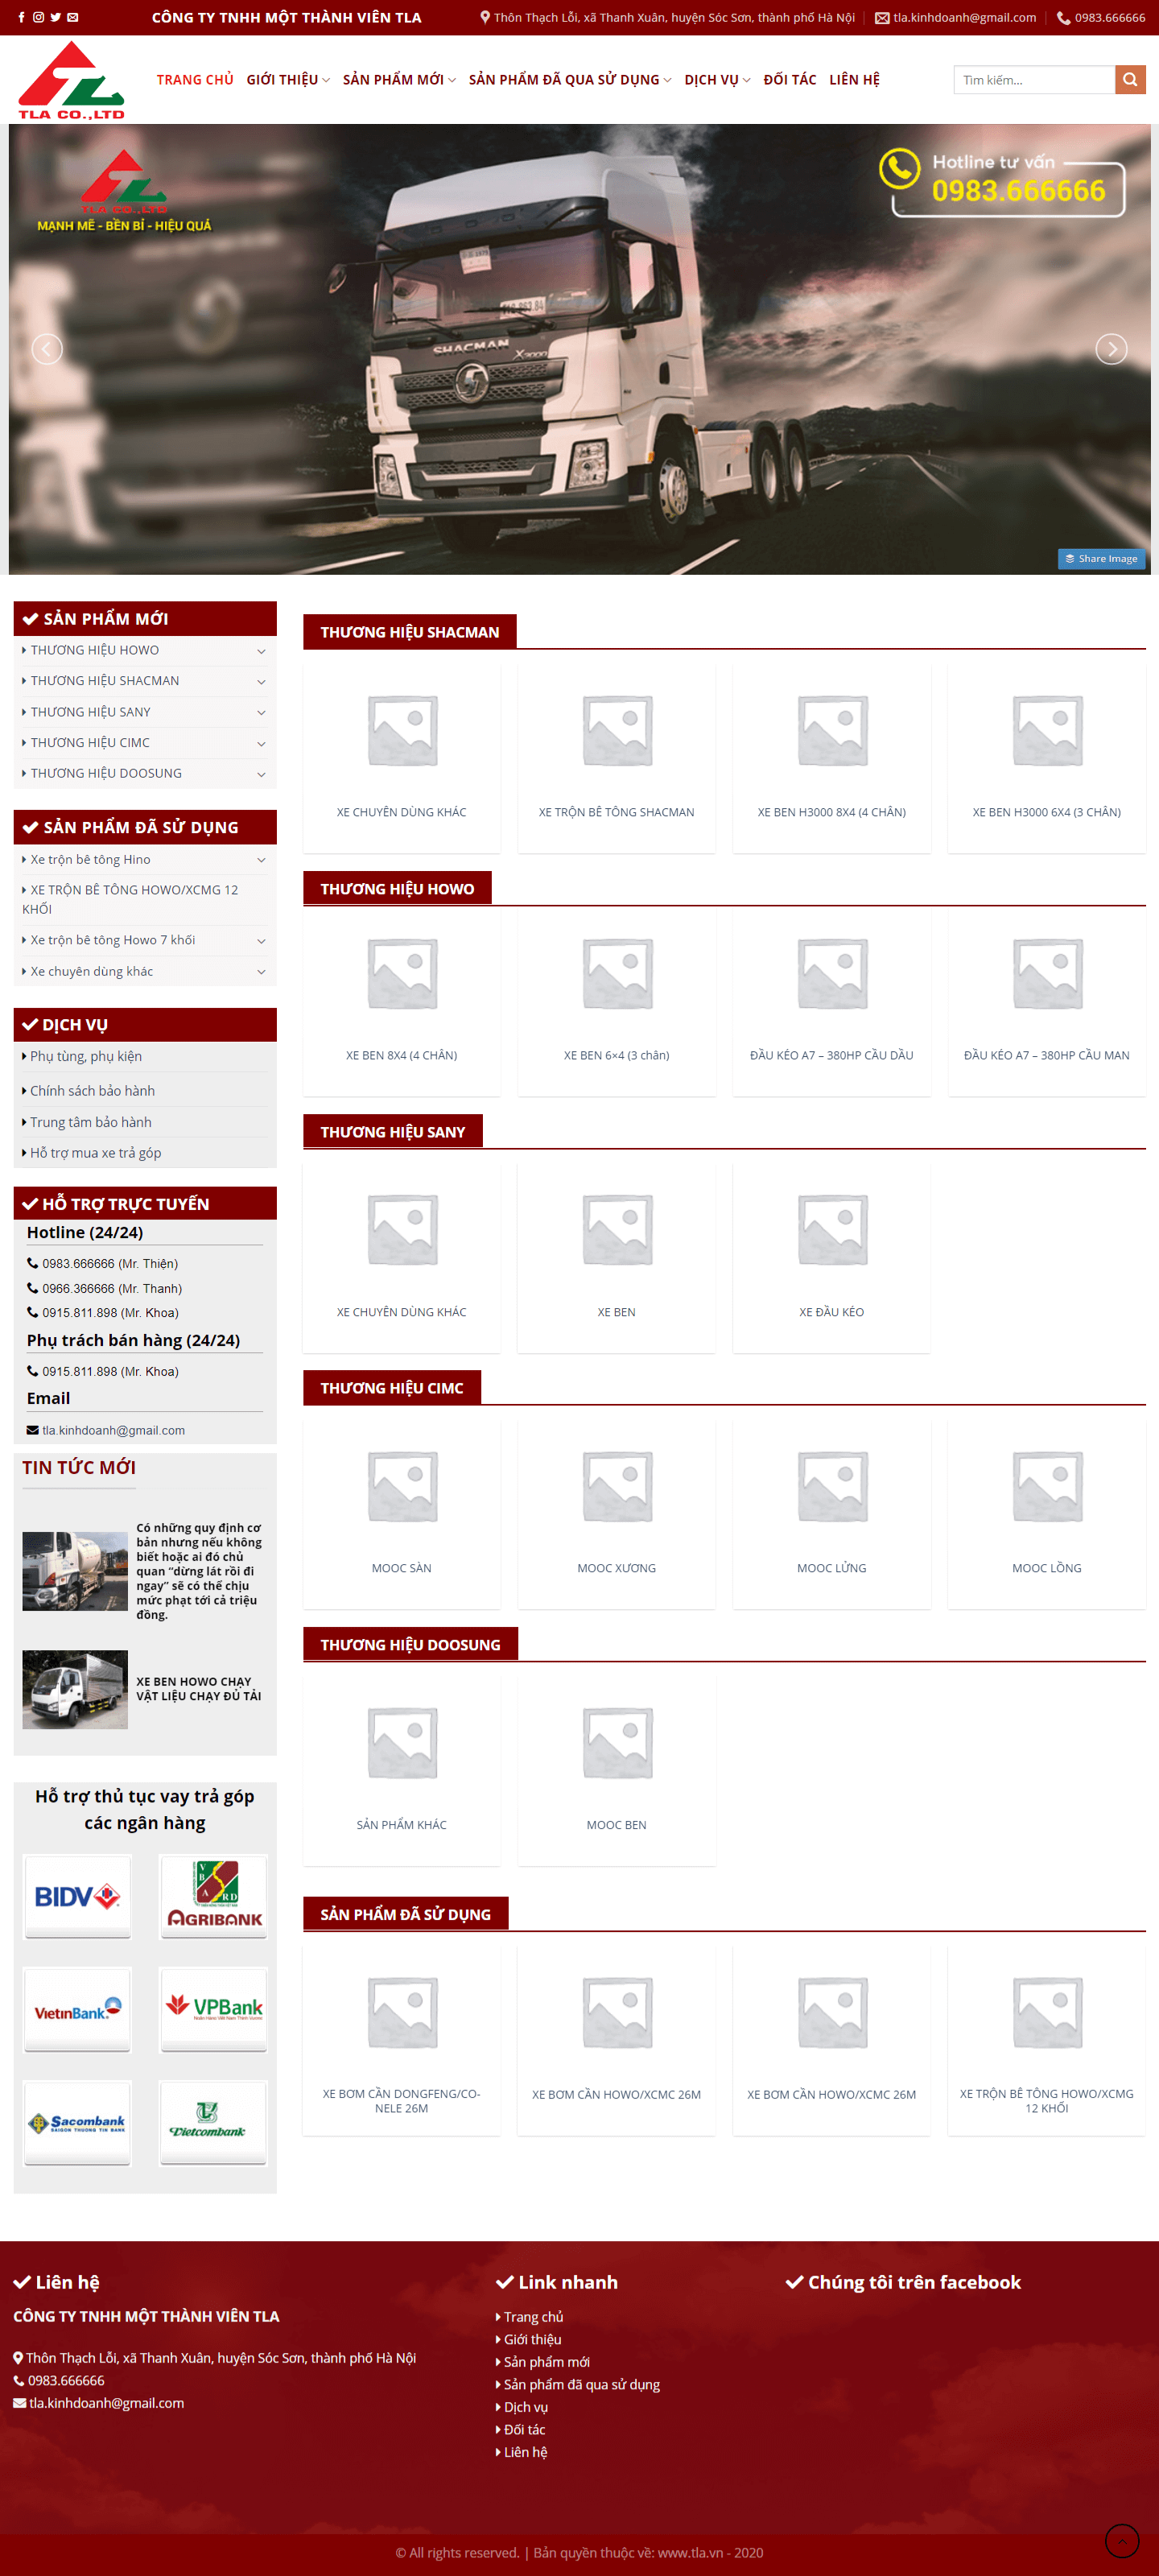 CÔNG TY TNHH MỘT THÀNH VIÊN TLA
Thôn Thạch Lỗi, xã Thanh Xuân, huyện Sóc Sơn, thành phố Hà Nội
tla.kinhdoanh@gmail.com
0983.666666
TLA CO.,LTD
TRANG CHỦ
GIỚI THIỆU
SẢN PHẨM MỚI
SẢN PHẨM ĐÃ QUA SỬ DỤNG
DỊCH VỤ
ĐỐI TÁC
LIÊN HỆ
Tìm kiếm...
TLA CO.,LTD
MẠNH MẼ - BỀN BỈ - HIỆU QUẢ
Hotline tư vấn
0983.666666
SHACMAN X3000
Share Image
SẢN PHẨM MỚI
THƯƠNG HIỆU HOWO
THƯƠNG HIỆU SHACMAN
THƯƠNG HIỆU SANY
THƯƠNG HIỆU CIMC
THƯƠNG HIỆU DOOSUNG
SẢN PHẨM ĐÃ SỬ DỤNG
Xe trộn bê tông Hino
XE TRỘN BÊ TÔNG HOWO/XCMG 12
KHỐI
Xe trộn bê tông Howo 7 khối
Xe chuyên dùng khác
DỊCH VỤ
Phụ tùng, phụ kiện
Chính sách bảo hành
Trung tâm bảo hành
Hỗ trợ mua xe trả góp
HỖ TRỢ TRỰC TUYẾN
Hotline (24/24)
0983.666666 (Mr. Thiện)
0966.366666 (Mr. Thanh)
0915.811.898 (Mr. Khoa)
Phụ trách bán hàng (24/24)
0915.811.898 (Mr. Khoa)
Email
tla.kinhdoanh@gmail.com
TIN TỨC MỚI
Có những quy định cơ
bản nhưng nếu không
biết hoặc ai đó chủ
quan “dừng lát rồi đi
ngay” sẽ có thể chịu
mức phạt tới cả triệu
đồng.
XE BEN HOWO CHẠY
VẬT LIỆU CHẠY ĐỦ TẢI
Hỗ trợ thủ tục vay trả góp
các ngân hàng
BIDV
VBARD
AGRIBANK
VietinBank
VPBank
Ngân Hàng Việt Nam Thịnh Vượng
Sacombank
SAIGON THUONG TIN BANK
Vietcombank
THƯƠNG HIỆU SHACMAN
XE CHUYÊN DÙNG KHÁC
XE TRỘN BÊ TÔNG SHACMAN
XE BEN H3000 8X4 (4 CHÂN)
XE BEN H3000 6X4 (3 CHÂN)
THƯƠNG HIỆU HOWO
XE BEN 8X4 (4 CHÂN)
XE BEN 6×4 (3 chân)
ĐẦU KÉO A7 – 380HP CẦU DẦU
ĐẦU KÉO A7 – 380HP CẦU MAN
THƯƠNG HIỆU SANY
XE CHUYÊN DÙNG KHÁC
XE BEN
XE ĐẦU KÉO
THƯƠNG HIỆU CIMC
MOOC SÀN
MOOC XƯƠNG
MOOC LỬNG
MOOC LỒNG
THƯƠNG HIỆU DOOSUNG
SẢN PHẨM KHÁC
MOOC BEN
SẢN PHẨM ĐÃ SỬ DỤNG
XE BƠM CẦN DONGFENG/CO-
NELE 26M
XE BƠM CẦN HOWO/XCMC 26M
XE BƠM CẦN HOWO/XCMC 26M
XE TRỘN BÊ TÔNG HOWO/XCMG
12 KHỐI
Liên hệ
CÔNG TY TNHH MỘT THÀNH VIÊN TLA
Thôn Thạch Lỗi, xã Thanh Xuân, huyện Sóc Sơn, thành phố Hà Nội
0983.666666
tla.kinhdoanh@gmail.com
Link nhanh
Trang chủ
Giới thiệu
Sản phẩm mới
Sản phẩm đã qua sử dụng
Dịch vụ
Đối tác
Liên hệ
Chúng tôi trên facebook
© All rights reserved. | Bản quyền thuộc về: www.tla.vn - 2020